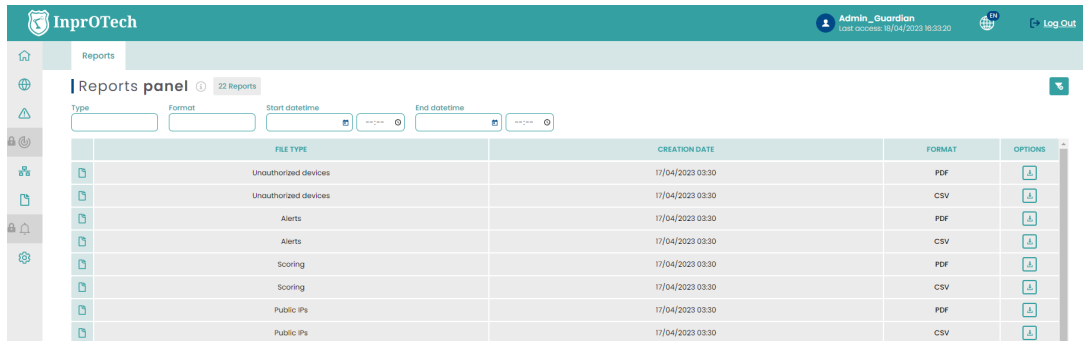 InprOTech
Admin_Guardian
Last access: 18/04/2023 16:33:20
EN
Log Out
Reports
Reports panel
22 Reports
Type
Format
Start datetime
End datetime
--:--
--:--
FILE TYPE CREATION DATE FORMAT OPTIONS
Unauthorized devices 17/04/2023 03:30 PDF
Unauthorized devices 17/04/2023 03:30 CSV
Alerts 17/04/2023 03:30 PDF
Alerts 17/04/2023 03:30 CSV
Scoring 17/04/2023 03:30 PDF
Scoring 17/04/2023 03:30 CSV
Public IPs 17/04/2023 03:30 PDF
Public IPs 17/04/2023 03:30 CSV